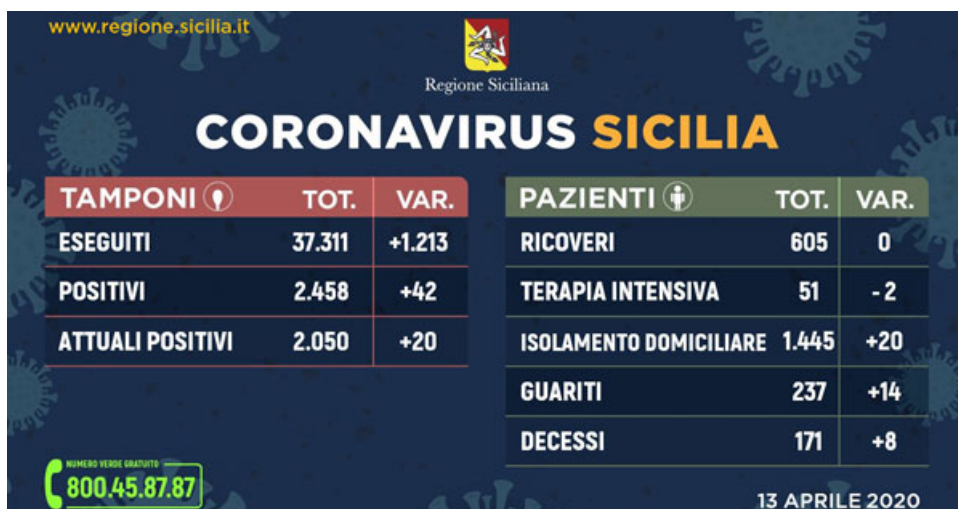 www.regione.sicilia.it
Regione Siciliana
CORONAVIRUS SICILIA
TAMPONI TOT. VAR.
ESEGUITI 37.311 +1.213
POSITIVI 2.458 +42
ATTUALI POSITIVI 2.050 +20
PAZIENTI TOT. VAR.
RICOVERI 605 0
TERAPIA INTENSIVA 51 - 2
ISOLAMENTO DOMICILIARE 1.445 +20
GUARITI 237 +14
DECESSI 171 +8
NUMERO VERDE GRATUITO
800.45.87.87
13 APRILE 2020